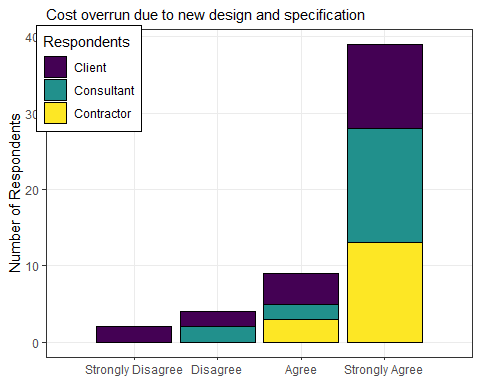 Cost overrun due to new design and specification
Respondents
Client
Consultant
Contractor
Number of Respondents
40
30
20
10
0
Strongly Disagree
Disagree
Agree
Strongly Agree